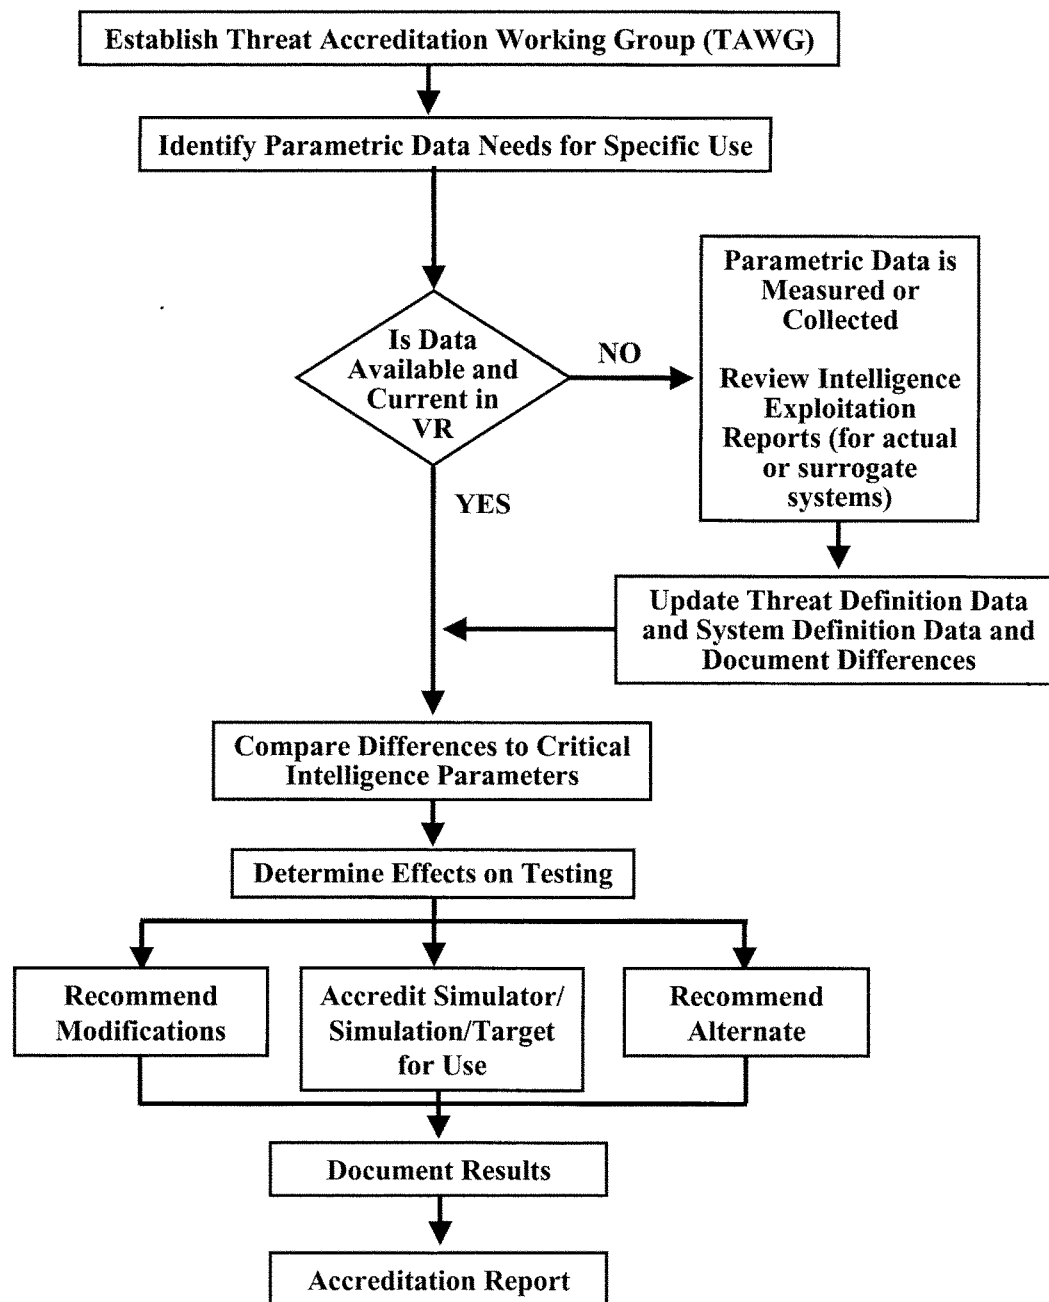 Establish Threat Accreditation Working Group (TAWG)
Identify Parametric Data Needs for Specific Use
Is Data
Available and
Current in
VR
NO
YES
Parametric Data is
Measured or
Collected
Review Intelligence
Exploitation
Reports (for actual
or surrogate
systems)
Update Threat Definition Data
and System Definition Data and
Document Differences
Compare Differences to Critical
Intelligence Parameters
Determine Effects on Testing
Recommend
Modifications
Accredit Simulator/
Simulation/Target
for Use
Recommend
Alternate
Document Results
Accreditation Report